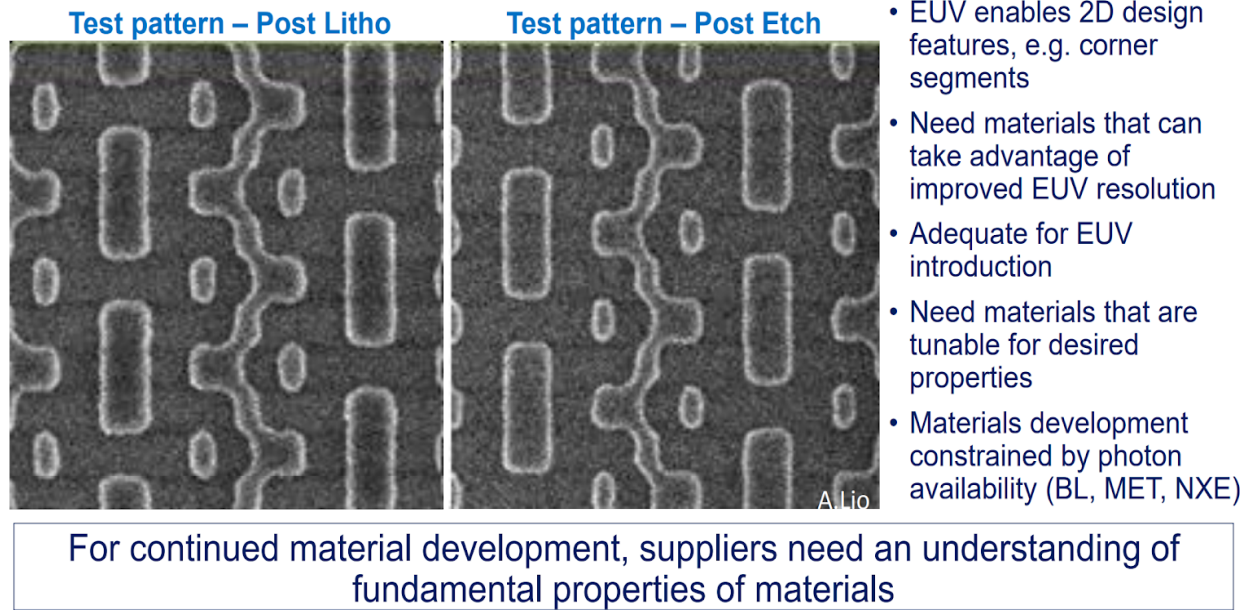 Test pattern – Post Litho
Test pattern – Post Etch
A.Lio
• EUV enables 2D design
features, e.g. corner
segments
• Need materials that can
take advantage of
improved EUV resolution
• Adequate for EUV
introduction
• Need materials that are
tunable for desired
properties
• Materials development
constrained by photon
availability (BL, MET, NXE)
For continued material development, suppliers need an understanding of
fundamental properties of materials